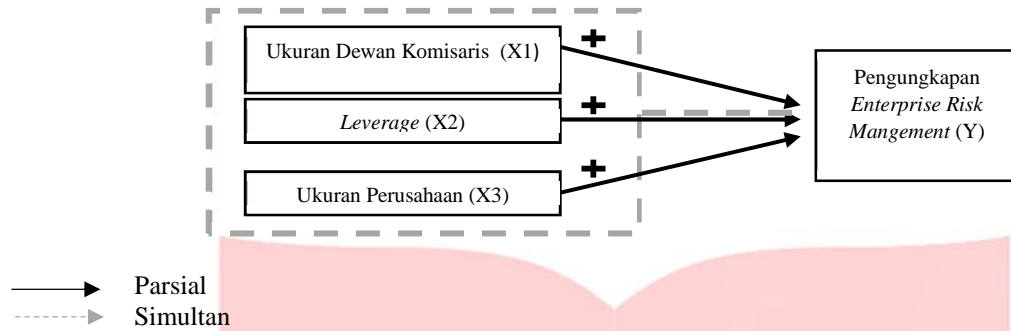 Ukuran Dewan Komisaris (X1)
+
Leverage (X2)
+
Ukuran Perusahaan (X3)
+
Pengungkapan
Enterprise Risk
Mangement (Y)
Parsial
Simultan